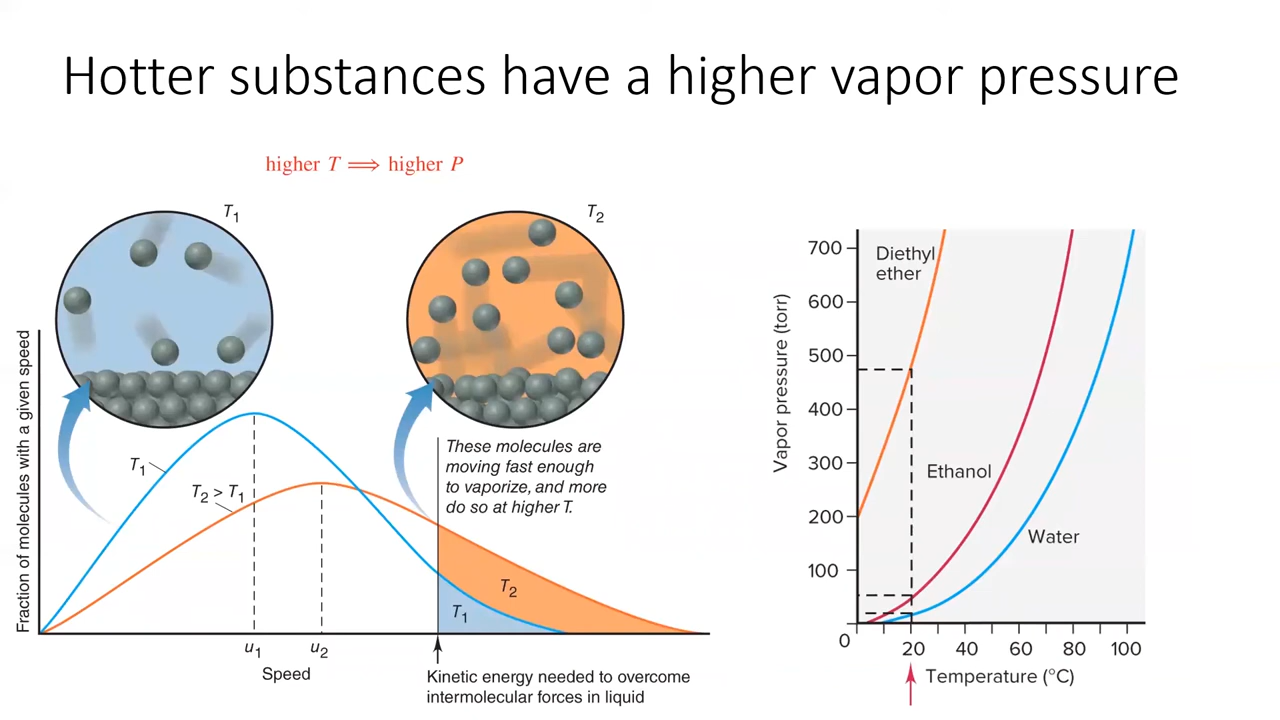 Hotter substances have a higher vapor pressure
higher T ⟹ higher P
T₁
T₂
Fraction of molecules with a given speed
T₁
T₂ > T₁
These molecules are
moving fast enough
to vaporize, and more
do so at higher T.
T₂
T₁
u₁
u₂
Speed
Kinetic energy needed to overcome
intermolecular forces in liquid
Vapor pressure (torr)
700
600
500
400
300
200
100
0
Diethyl
ether
Ethanol
Water
20 40 60 80 100
Temperature (°C)